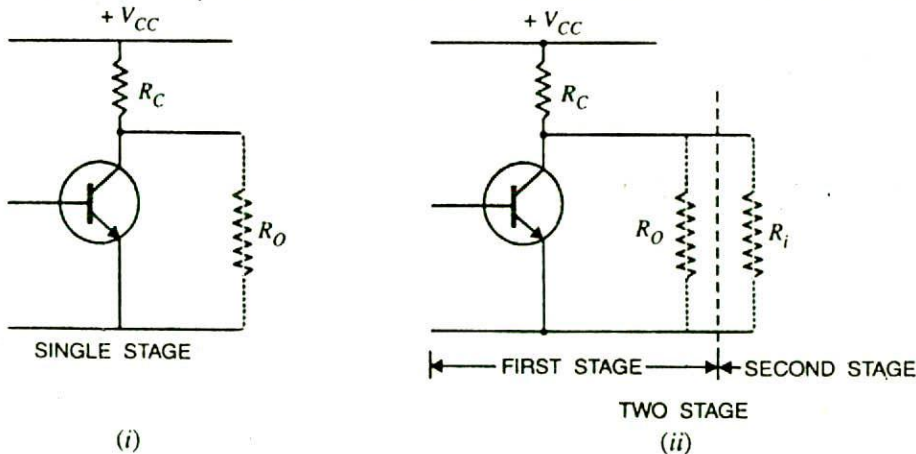 + V_CC
R_C
R_O
SINGLE STAGE
(i)
+ V_CC
R_C
R_O
R_i
FIRST STAGE
SECOND STAGE
TWO STAGE
(ii)